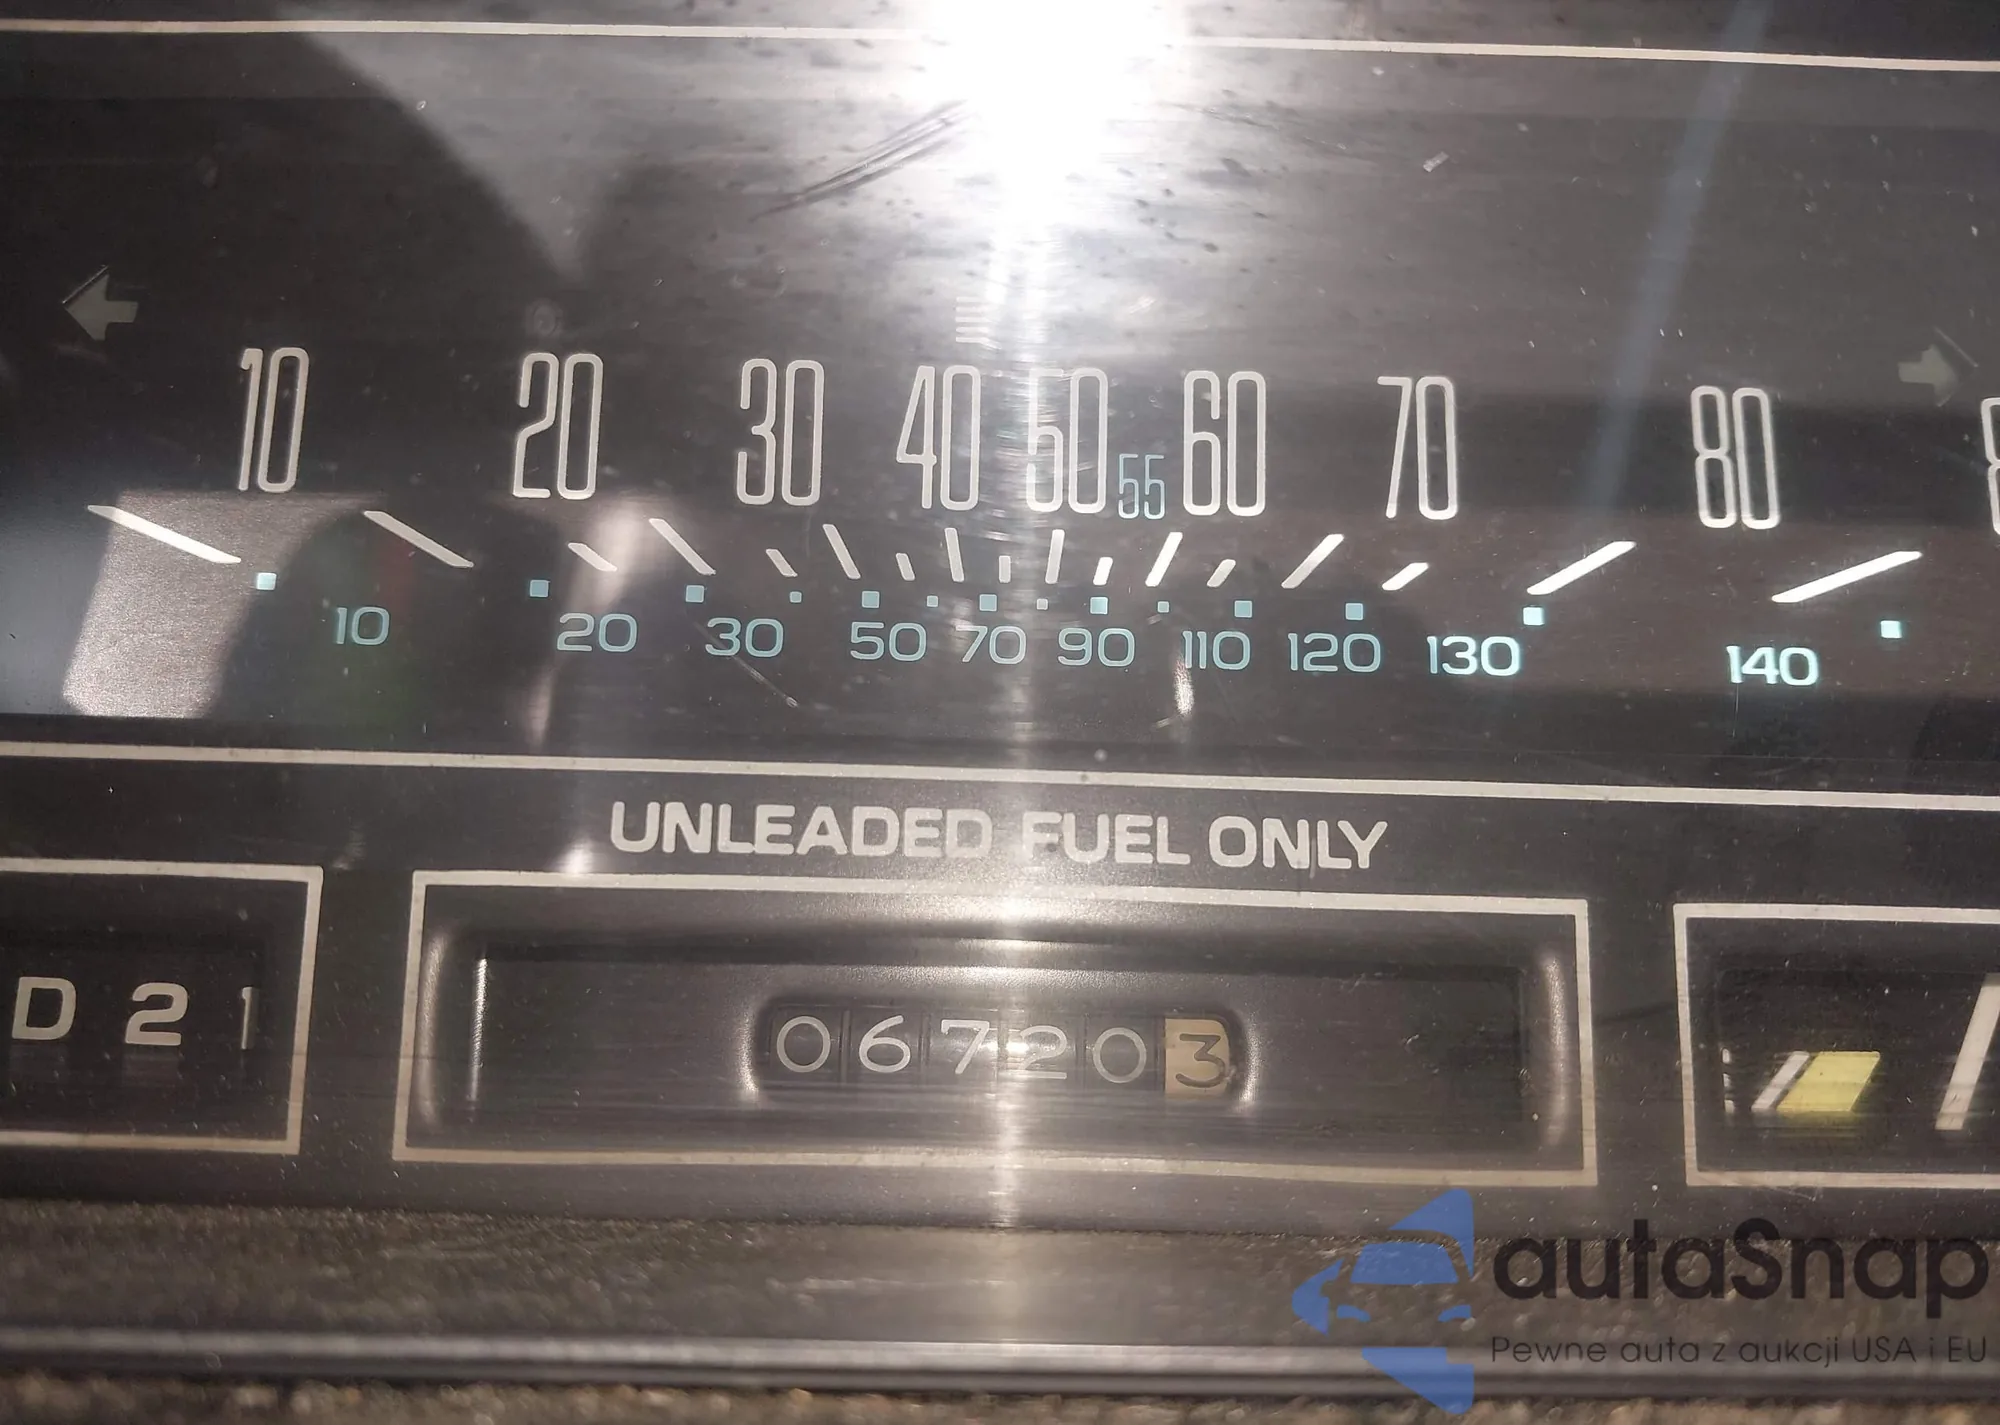 10 20 30 40 50 55 60 70 80
10 20 30 50 70 90 110 120 130 140
UNLEADED FUEL ONLY
D 2 1
067203
autaSnap
Pewne auta z aukcji USA i EU